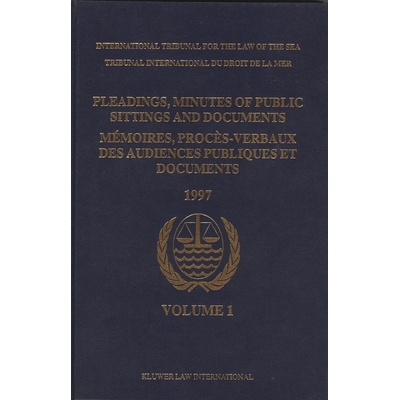 INTERNATIONAL TRIBUNAL FOR THE LAW OF THE SEA
TRIBUNAL INTERNATIONAL DU DROIT DE LA MER
PLEADINGS, MINUTES OF PUBLIC
SITTINGS AND DOCUMENTS
MÉMOIRES, PROCÈS-VERBAUX
DES AUDIENCES PUBLIQUES ET
DOCUMENTS
1997
VOLUME 1
KLUWER LAW INTERNATIONAL